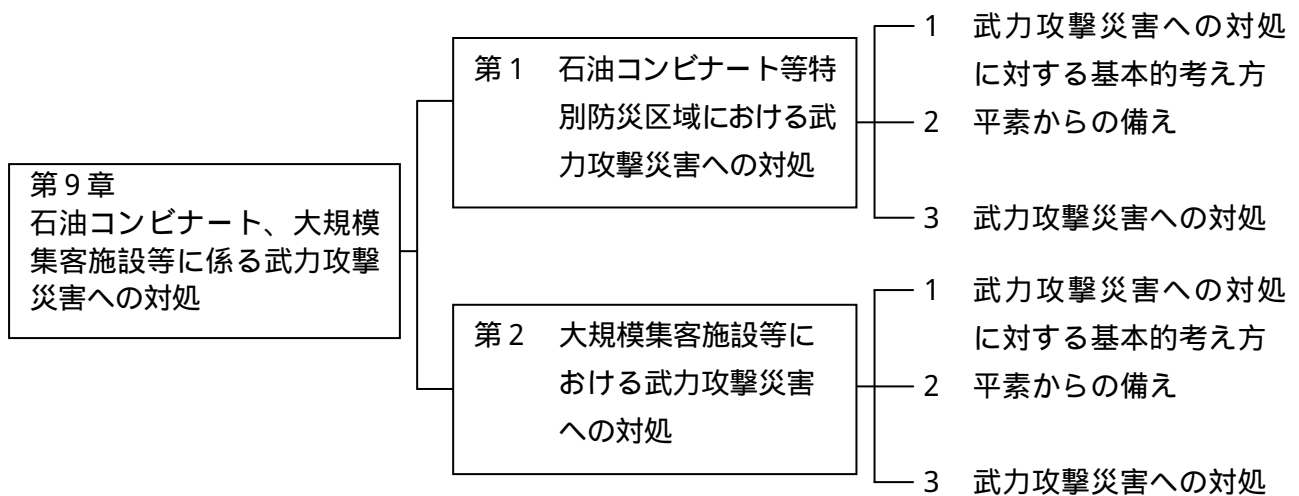 第9章
石油コンビナート、大規模
集客施設等に係る武力攻撃
災害への対処
第1 石油コンビナート等特
別防災区域における武
力攻撃災害への対処
1 武力攻撃災害への対処
に対する基本的考え方
2 平素からの備え
3 武力攻撃災害への対処
第2 大規模集客施設等に
おける武力攻撃災害
への対処
1 武力攻撃災害への対処
に対する基本的考え方
2 平素からの備え
3 武力攻撃災害への対処